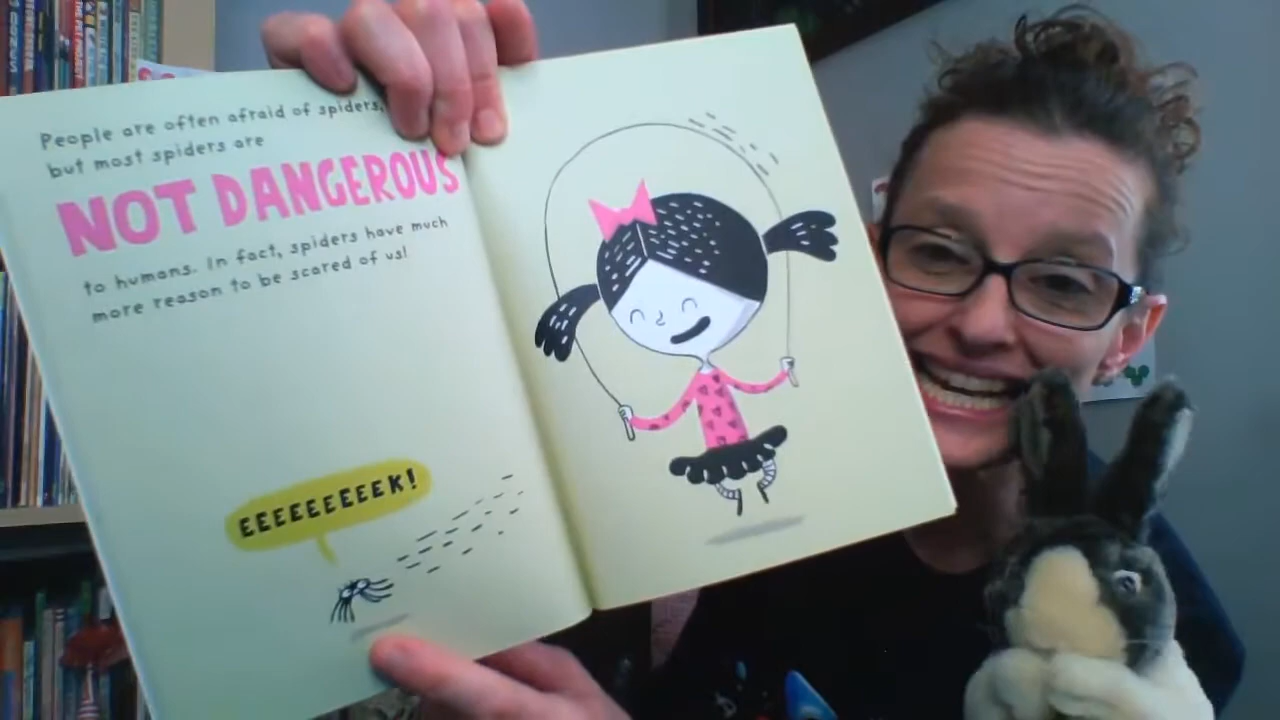 People are often afraid of spiders,
but most spiders are
NOT DANGEROUS
to humans. In fact, spiders have much
more reason to be scared of us!
EEEEEEEEEK!